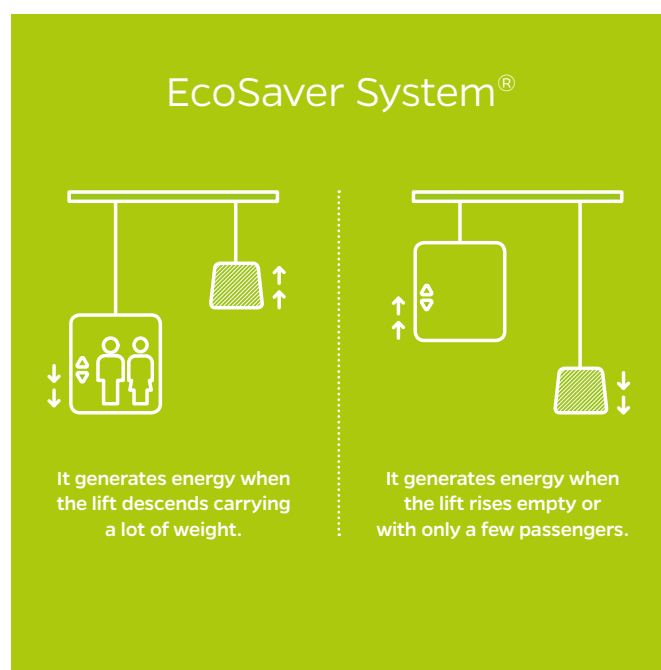 EcoSaver System®
It generates energy when
the lift descends carrying
a lot of weight.
It generates energy when
the lift rises empty or
with only a few passengers.